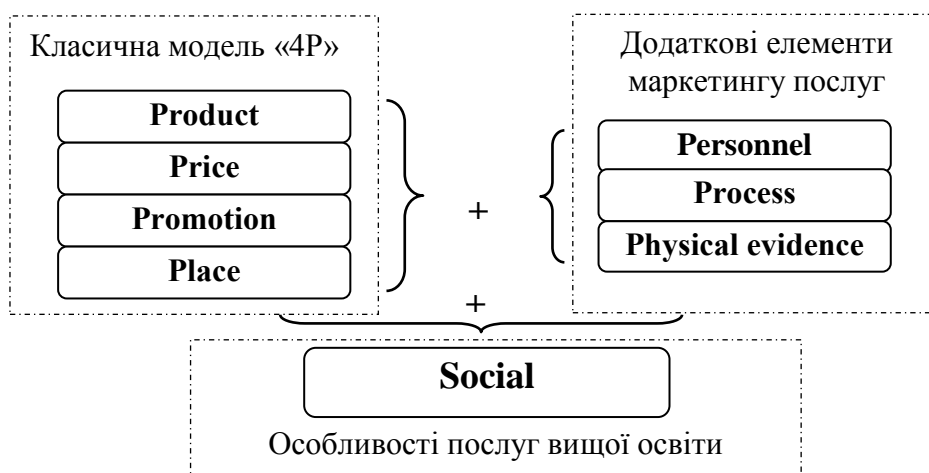 Класична модель «4P»
Product
Price
Promotion
Place
+
Додаткові елементи
маркетингу послуг
Personnel
Process
Physical evidence
+
Social
Особливості послуг вищої освіти